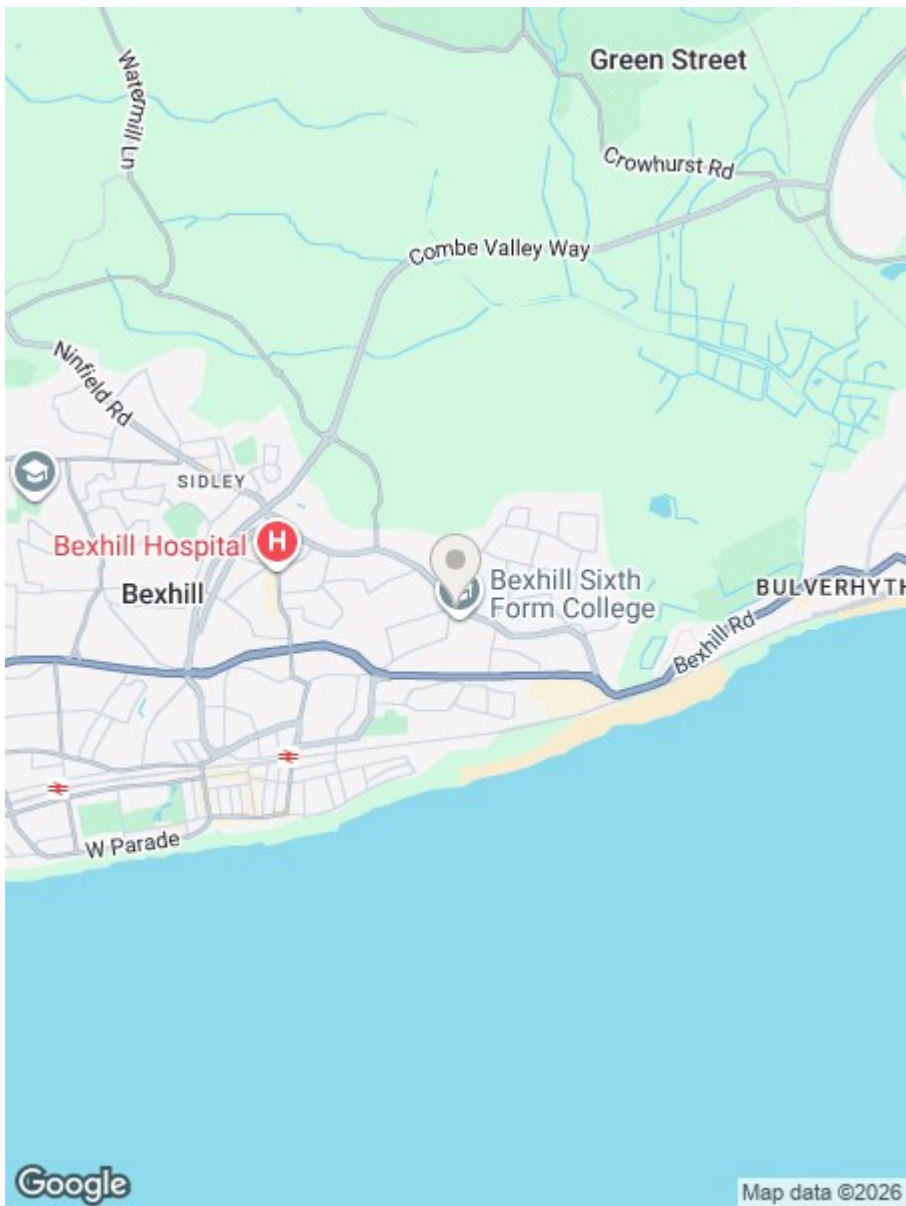 Green Street
Watermill Ln
Crowhurst Rd
Combe Valley Way
Ninfield Rd
SIDLEY
Bexhill Hospital
H
Bexhill
Bexhill Sixth
Form College
BULVERHYTH
Bexhill Rd
W Parade
Google
Map data ©2026